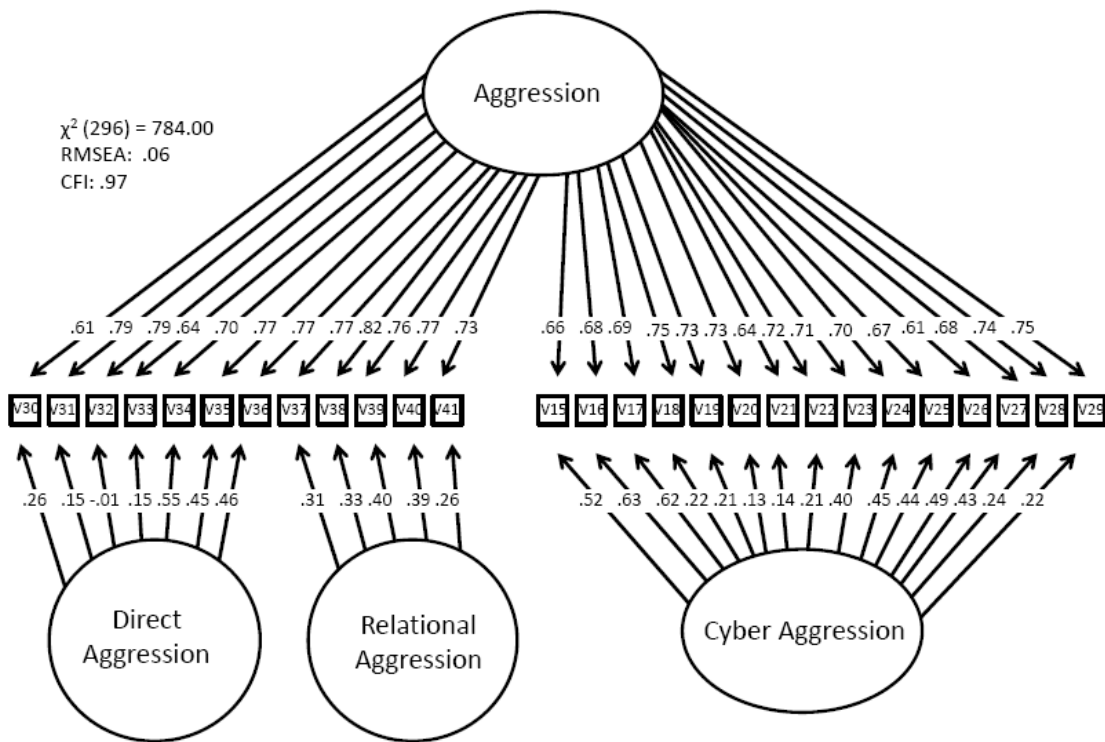 Aggression
χ² (296) = 784.00
RMSEA: .06
CFI: .97
.61 .79 .79 .64 .70 .77 .77 .77 .82 .76 .77 .73 .66 .68 .69 .75 .73 .73 .64 .72 .71 .70 .67 .61 .68 .74 .75
V30 V31 V32 V33 V34 V35 V36 V37 V38 V39 V40 V41 V15 V16 V17 V18 V19 V20 V21 V22 V23 V24 V25 V26 V27 V28 V29
.26 .15 -.01 .15 .55 .45 .46 .31 .33 .40 .39 .26 .52 .63 .62 .22 .21 .13 .14 .21 .40 .45 .44 .49 .43 .24 .22
Direct
Aggression
Relational
Aggression
Cyber Aggression